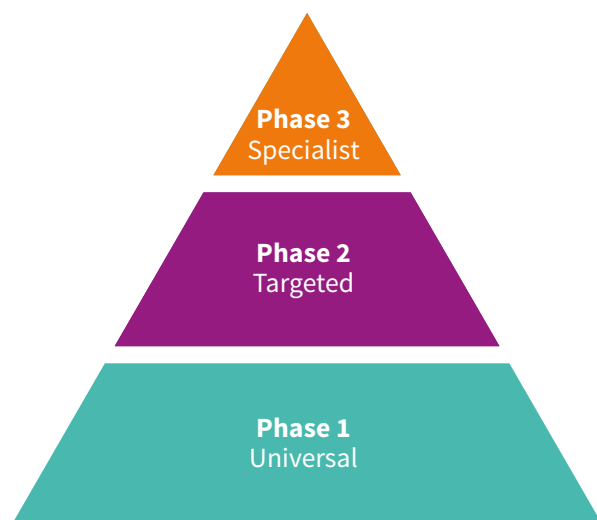 Phase 3
Specialist
Phase 2
Targeted
Phase 1
Universal